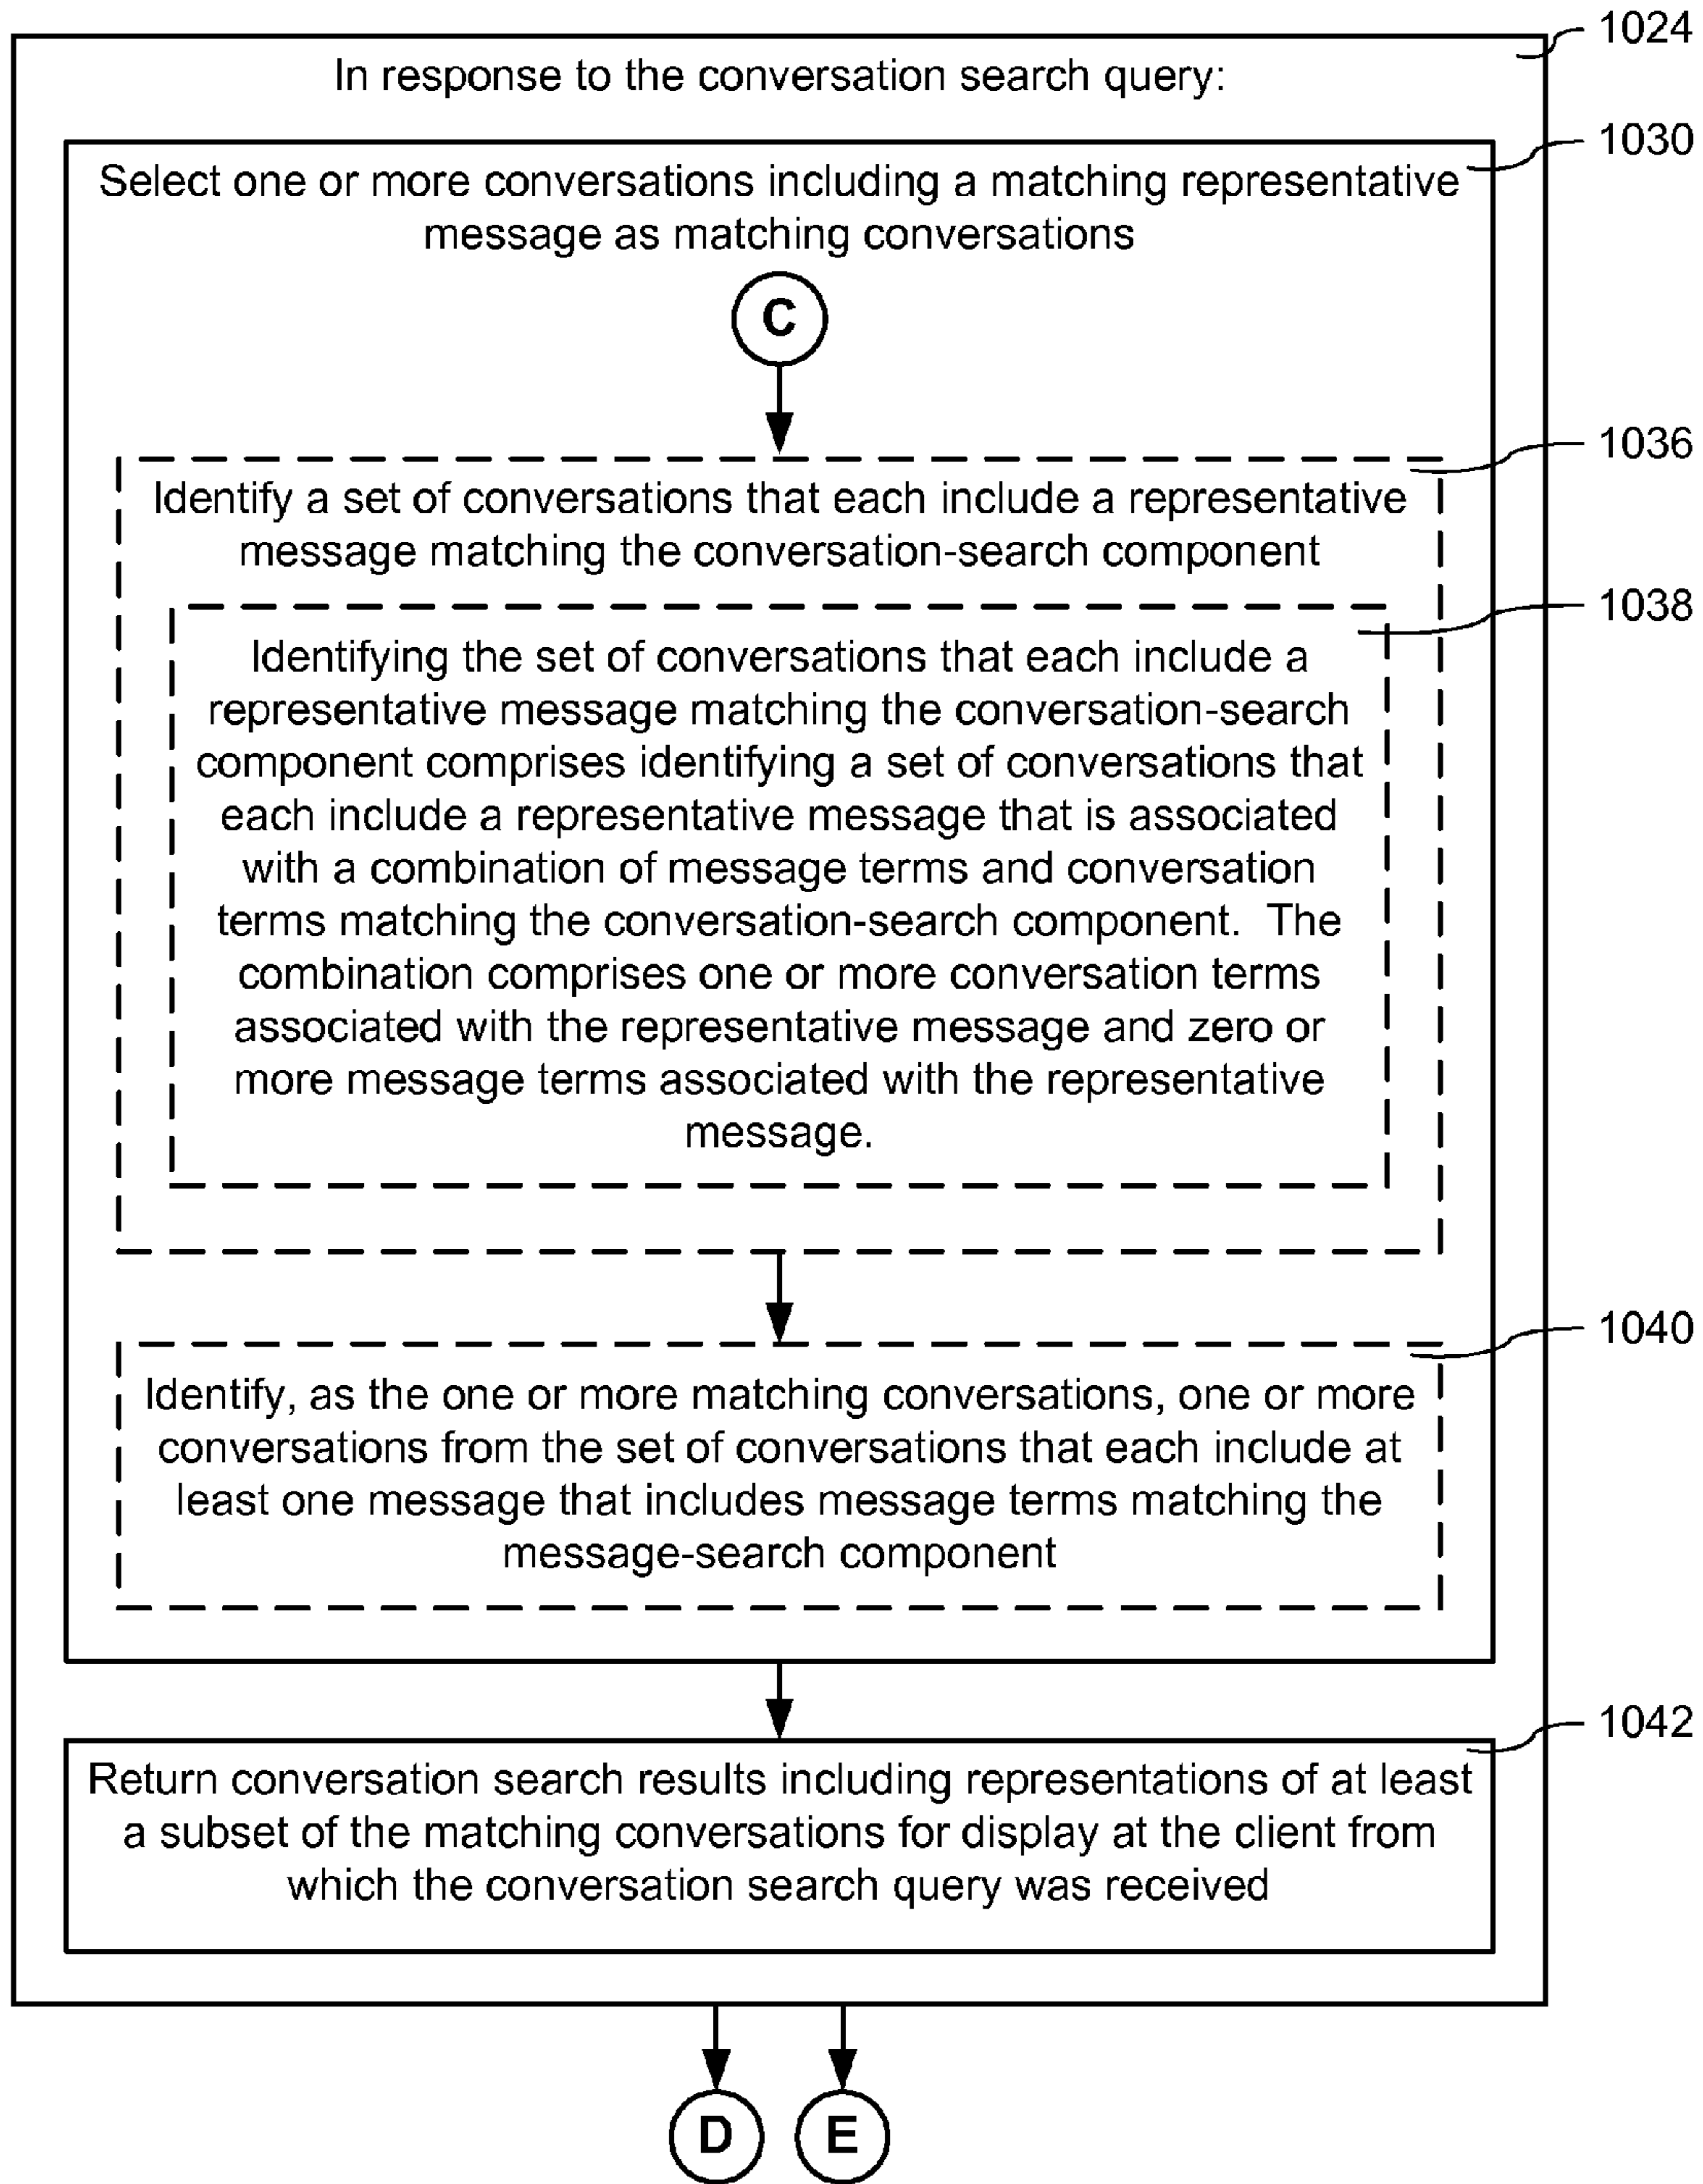 1024
In response to the conversation search query:
1030
Select one or more conversations including a matching representative
message as matching conversations
C
1036
Identify a set of conversations that each include a representative
message matching the conversation-search component
1038
Identifying the set of conversations that each include a
representative message matching the conversation-search
component comprises identifying a set of conversations that
each include a representative message that is associated
with a combination of message terms and conversation
terms matching the conversation-search component. The
combination comprises one or more conversation terms
associated with the representative message and zero or
more message terms associated with the representative
message.
1040
Identify, as the one or more matching conversations, one or more
conversations from the set of conversations that each include at
least one message that includes message terms matching the
message-search component
1042
Return conversation search results including representations of at least
a subset of the matching conversations for display at the client from
which the conversation search query was received
D E